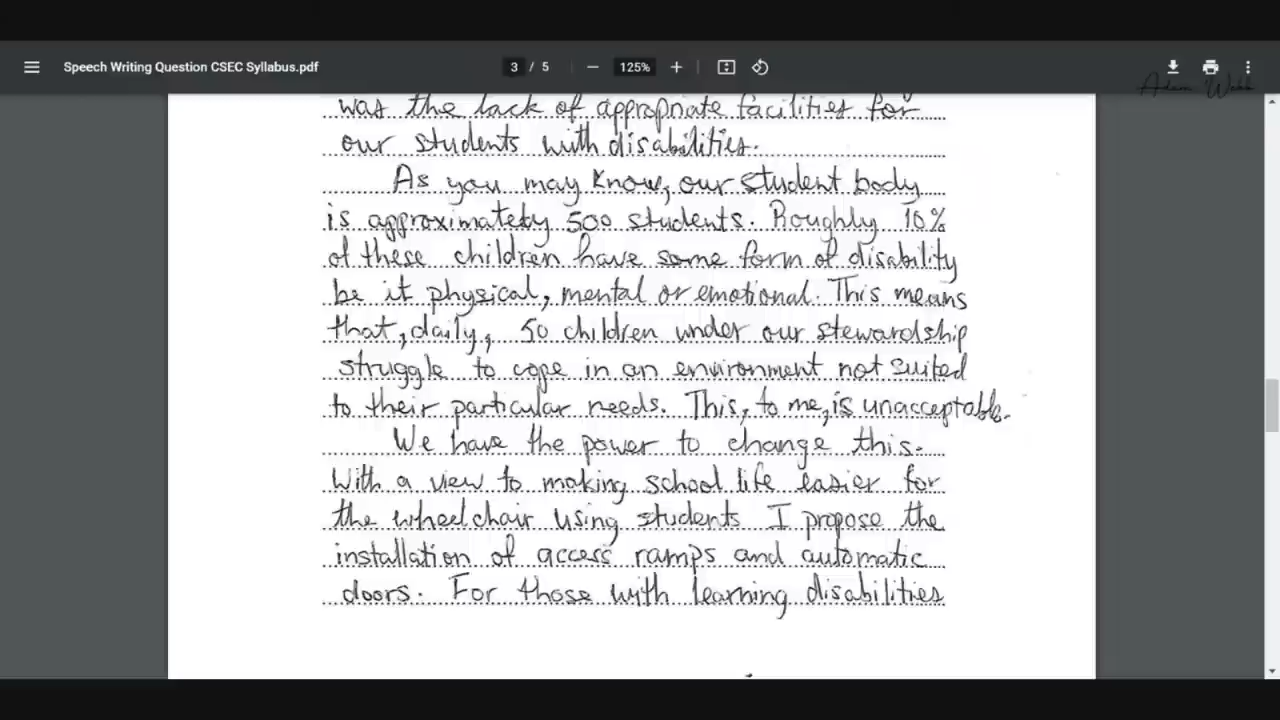 Speech Writing Question CSEC Syllabus.pdf 3 / 5 125%
Adam Webb
was the lack of appropriate facilities for
our students with disabilities.
As you may know, our student body
is approximately 500 students. Roughly 10%
of these children have some form of disability
be it physical, mental or emotional. This means
that, daily, 50 children under our stewardship
struggle to cope in an environment not suited
to their particular needs. This, to me, is unacceptable.
We have the power to change this.
With a view to making school life easier for
the wheelchair using students I propose the
installation of access ramps and automatic
doors. For those with learning disabilities